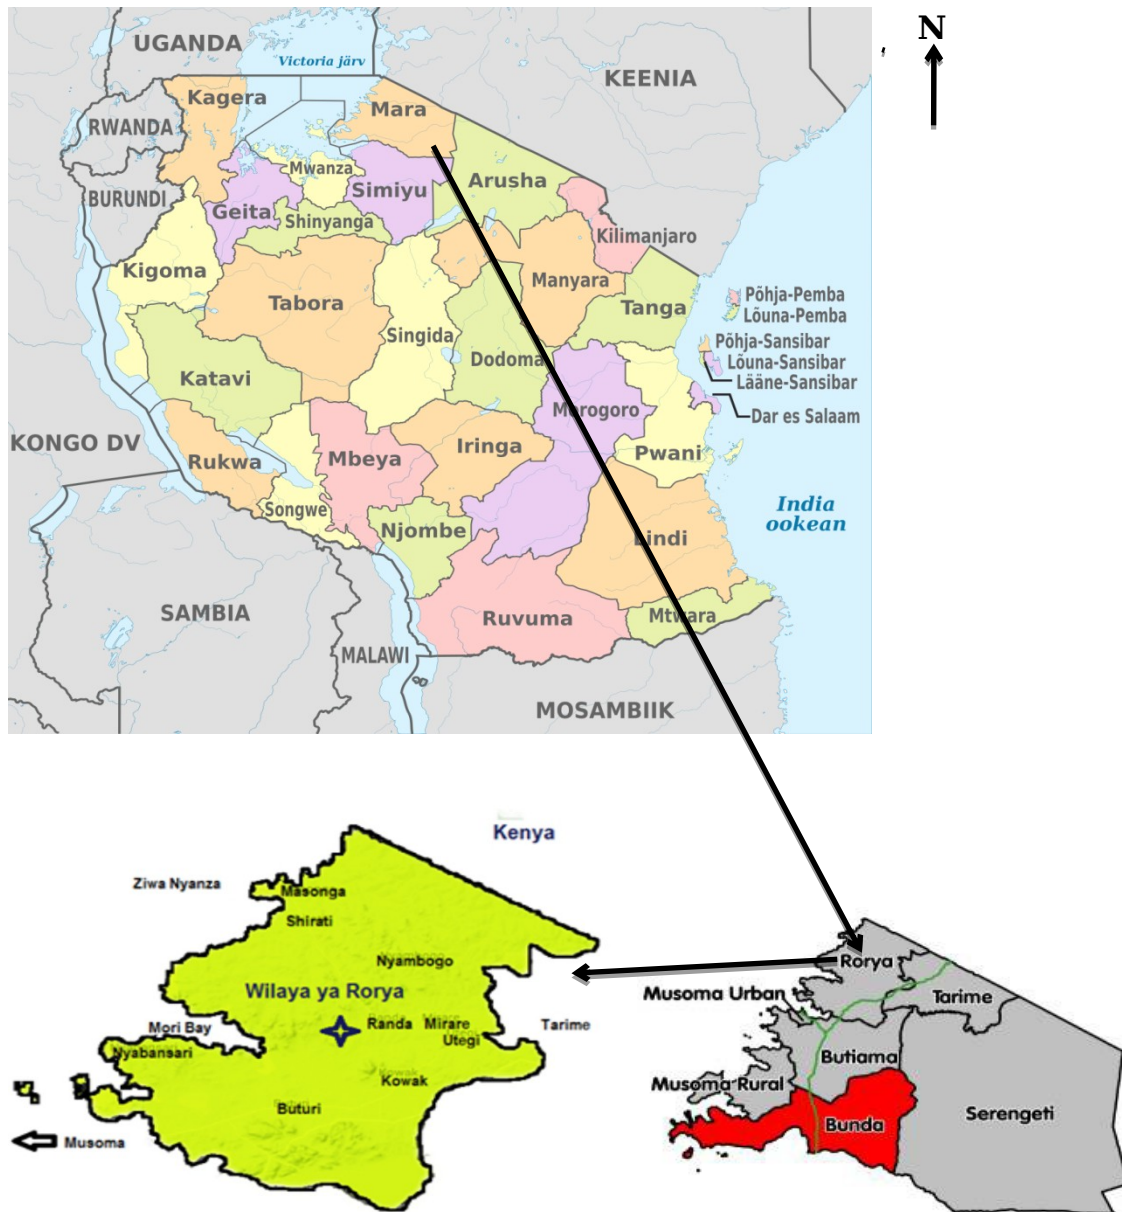 N
UGANDA
Victoria järv
KEENIA
Kagera
Mara
RWANDA
Mwanza
Arusha
Simiyu
BURUNDI
Geita
Shinyanga
Kilimanjaro
Kigoma
Manyara
Tabora
Tanga
Põhja-Pemba
Lõuna-Pemba
Singida
Dodoma
Põhja-Sansibar
Lõuna-Sansibar
Lääne-Sansibar
Katavi
Morogoro
Dar es Salaam
KONGO DV
Rukwa
Mbeya
Iringa
Pwani
Songwe
Njombe
India
ookean
Lindi
SAMBIA
Ruvuma
Mtwara
MALAWI
MOSAMBIIK
Kenya
Ziwa Nyanza
Masonga
Shirati
Nyambogo
Wilaya ya Rorya
Mori Bay
Randa
Mirare
Tarime
Utegi
Nyabansari
Kowak
Buturi
Musoma
Rorya
Musoma Urban
Tarime
Butiama
Musoma Rural
Serengeti
Bunda